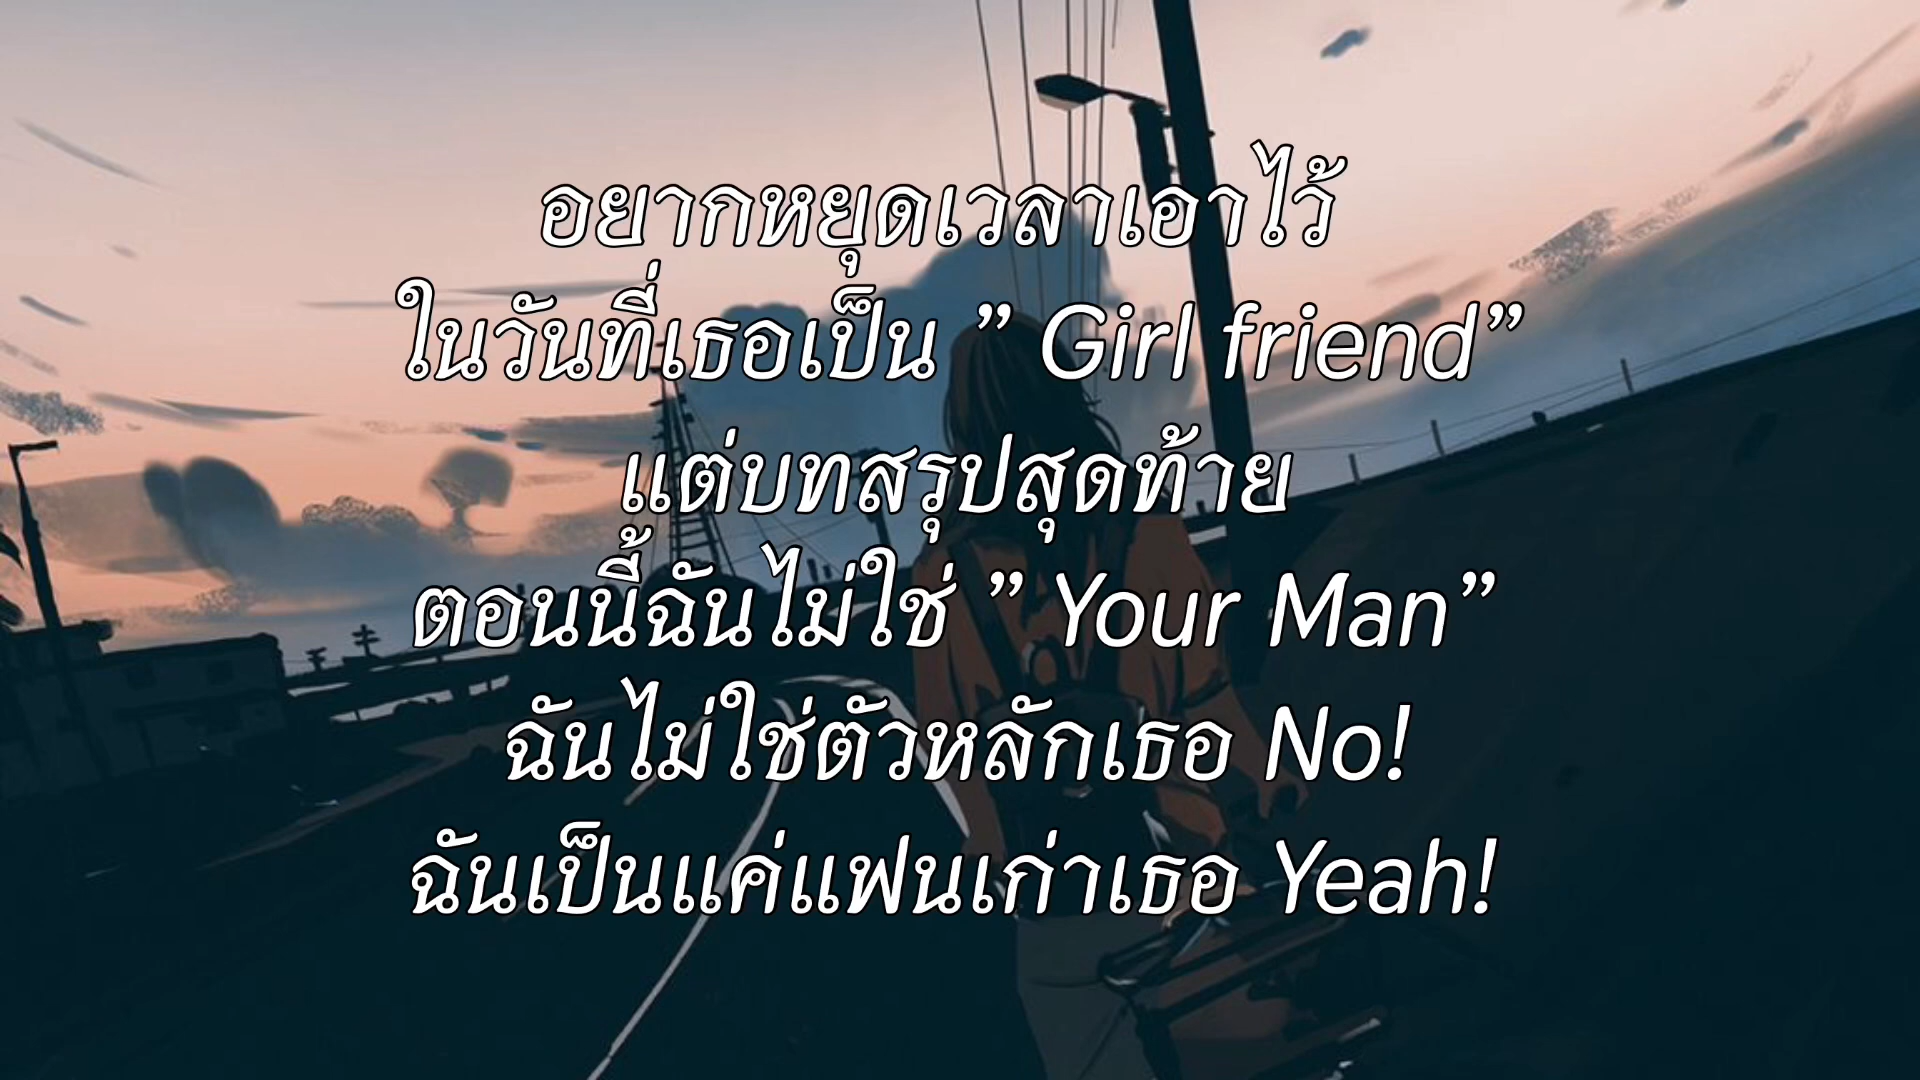 อยากหยุดเวลาเอาไว้
ในวันที่เธอเป็น ” Girl friend”
แต่บทสรุปสุดท้าย
ตอนนี้ฉันไม่ใช่ ” Your Man”
ฉันไม่ใช่ตัวหลักเธอ No!
ฉันเป็นแค่แฟนเก่าเธอ Yeah!